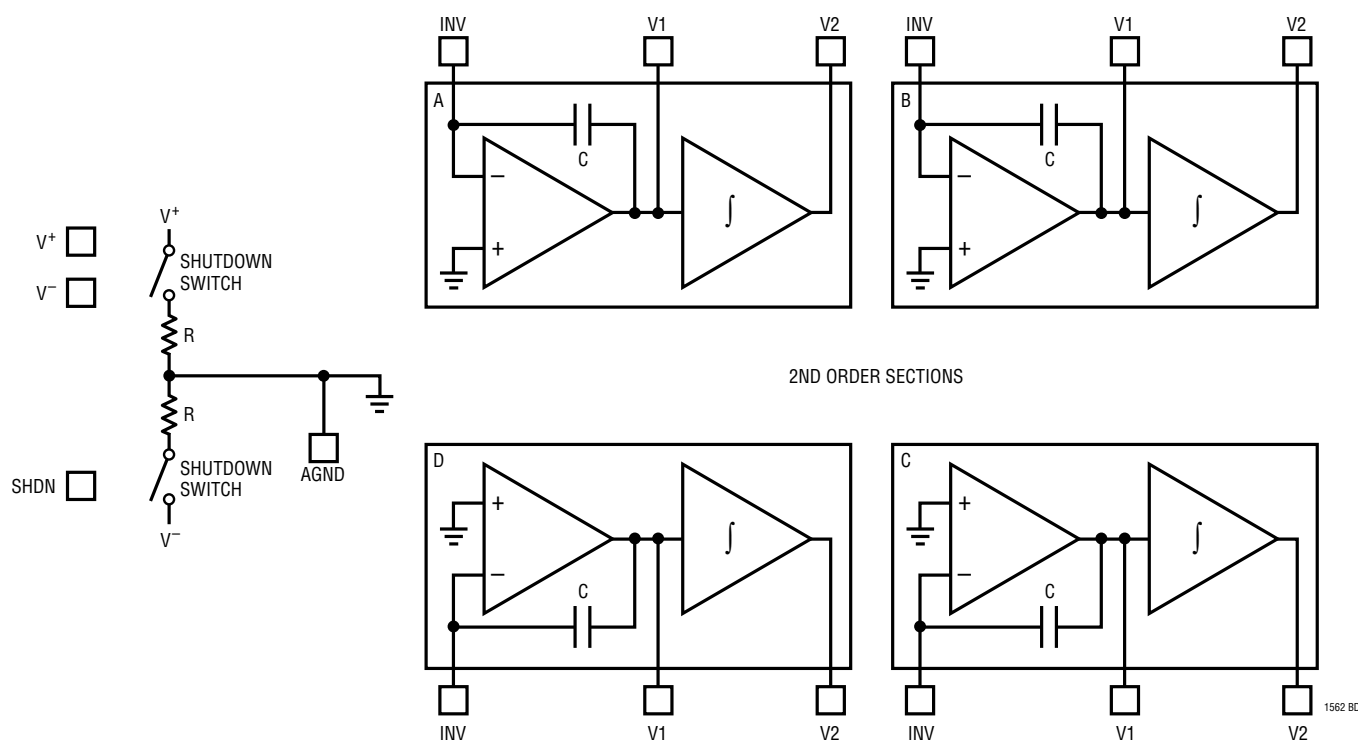 INV
V1
V2
INV
V1
V2
A
C
−
+
∫
B
C
−
+
∫
V+
V+
V−
SHUTDOWN
SWITCH
R
R
SHUTDOWN
SWITCH
V−
SHDN
AGND
2ND ORDER SECTIONS
D
+
−
C
∫
C
+
−
C
∫
INV
V1
V2
INV
V1
V2
1562 BD